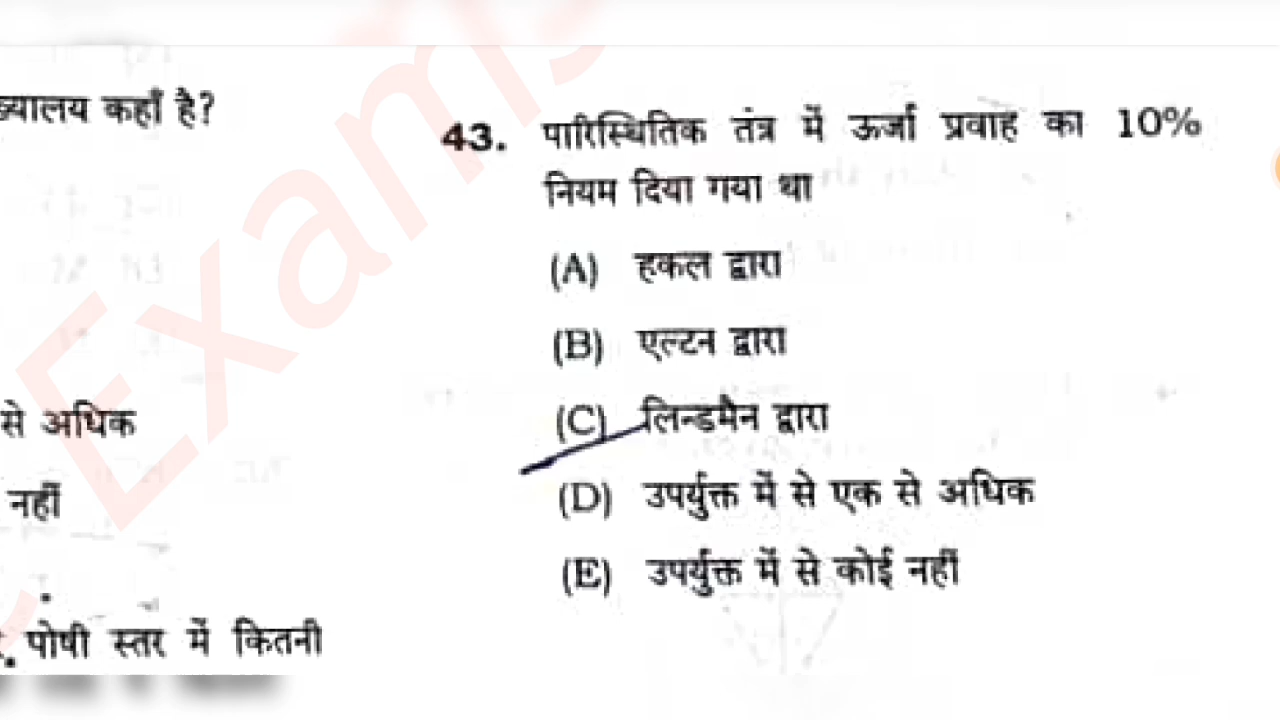 ख्यालय कहाँ है?
से अधिक
नहीं
पोषी स्तर में कितनी
43. पारिस्थितिक तंत्र में ऊर्जा प्रवाह का 10%
नियम दिया गया था
(A) हकल द्वारा
(B) एल्टन द्वारा
(C) लिन्डमैन द्वारा
(D) उपर्युक्त में से एक से अधिक
(E) उपर्युक्त में से कोई नहीं
Exams